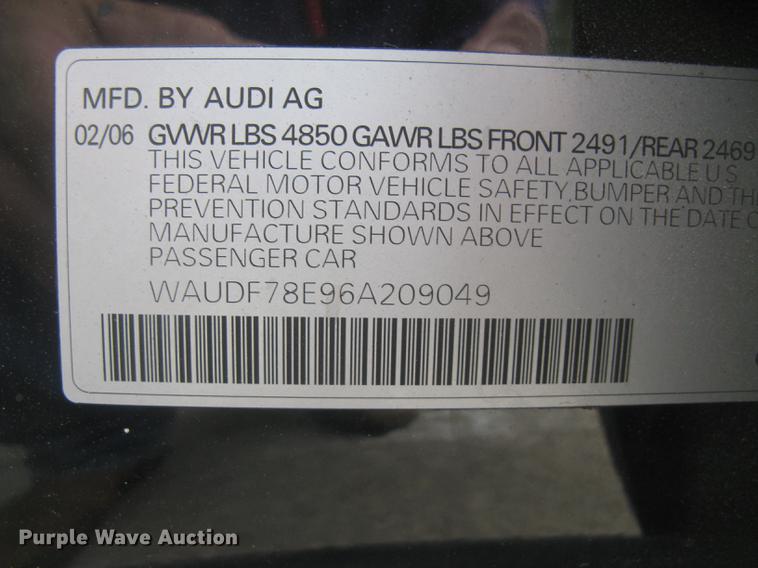 MFD. BY AUDI AG
02/06 GVWR LBS 4850 GAWR LBS FRONT 2491/REAR 2469
THIS VEHICLE CONFORMS TO ALL APPLICABLE U.S
FEDERAL MOTOR VEHICLE SAFETY, BUMPER AND TH
PREVENTION STANDARDS IN EFFECT ON THE DATE O
MANUFACTURE SHOWN ABOVE
PASSENGER CAR
WAUDF78E96A209049
Purple Wave Auction